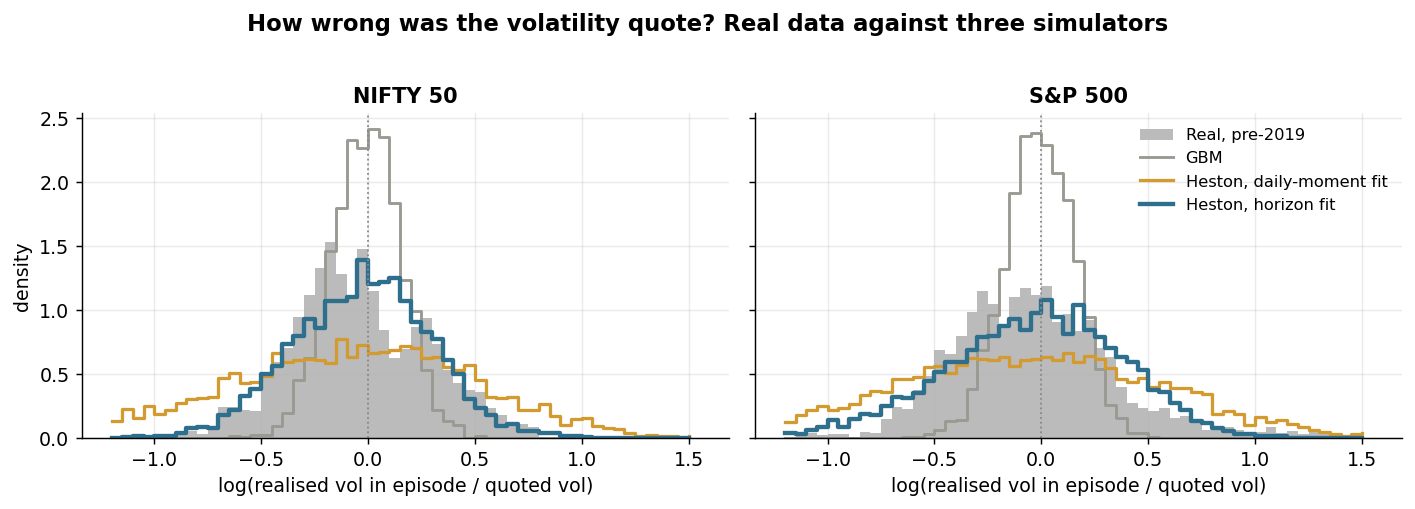 How wrong was the volatility quote? Real data against three simulators
NIFTY 50
S&P 500
2.5
2.0
1.5
1.0
0.5
0.0
density
Real, pre-2019
GBM
Heston, daily-moment fit
Heston, horizon fit
−1.0 −0.5 0.0 0.5 1.0 1.5
−1.0 −0.5 0.0 0.5 1.0 1.5
log(realised vol in episode / quoted vol)
log(realised vol in episode / quoted vol)